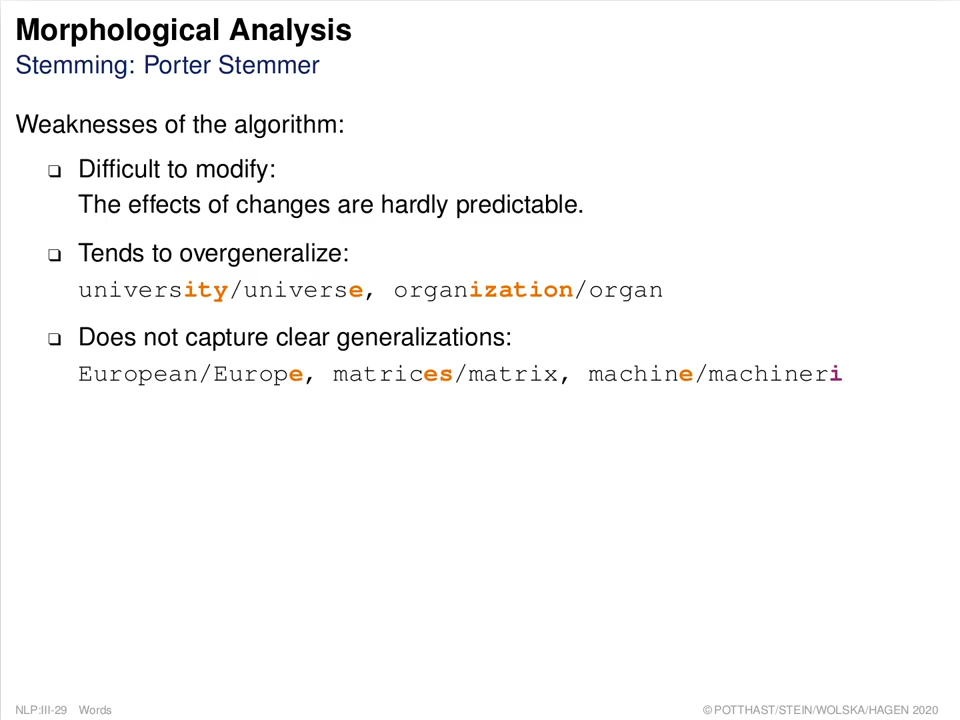 Morphological Analysis
Stemming: Porter Stemmer
Weaknesses of the algorithm:
❑ Difficult to modify:
The effects of changes are hardly predictable.
❑ Tends to overgeneralize:
university/universe, organization/organ
❑ Does not capture clear generalizations:
European/Europe, matrices/matrix, machine/machineri
NLP:III-29 Words
© POTTHAST/STEIN/WOLSKA/HAGEN 2020